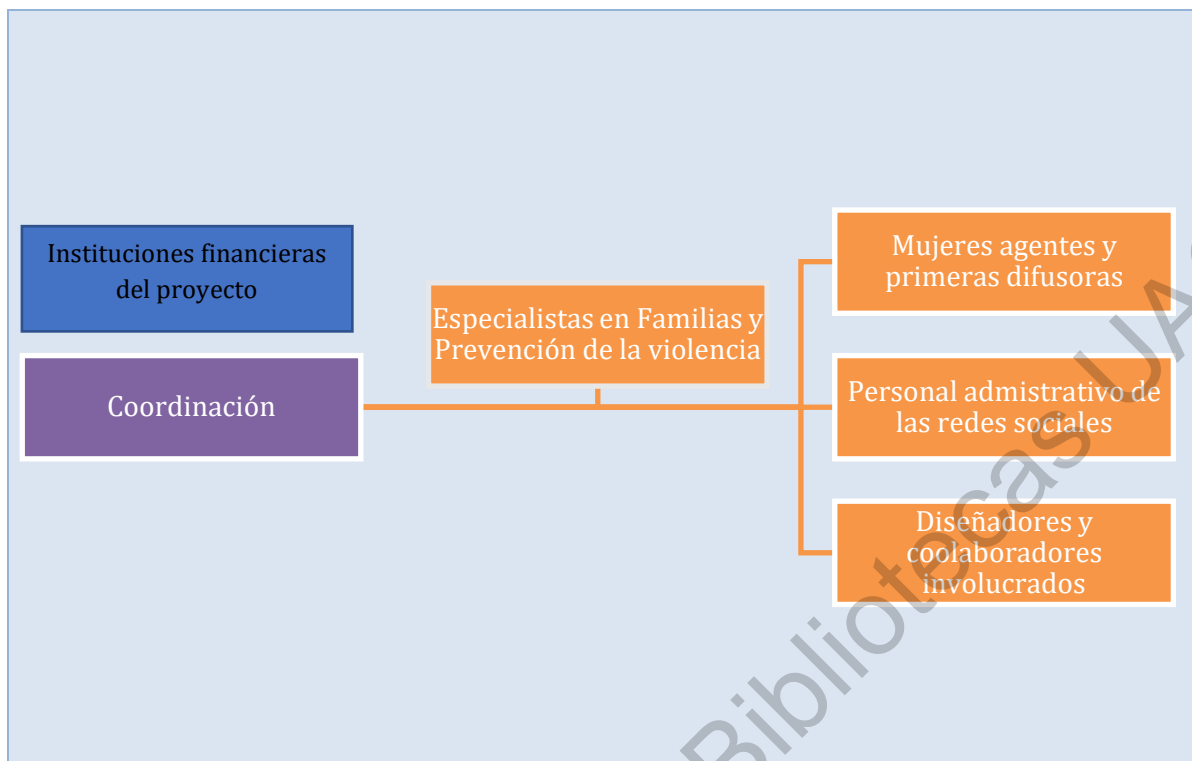 Instituciones financieras
del proyecto
Coordinación
Especialistas en Familias y
Prevención de la violencia
Mujeres agentes y
primeras difusoras
Personal admistrativo de
las redes sociales
Diseñadores y
coolaboradores
involucrados
Bibliotecas UAS